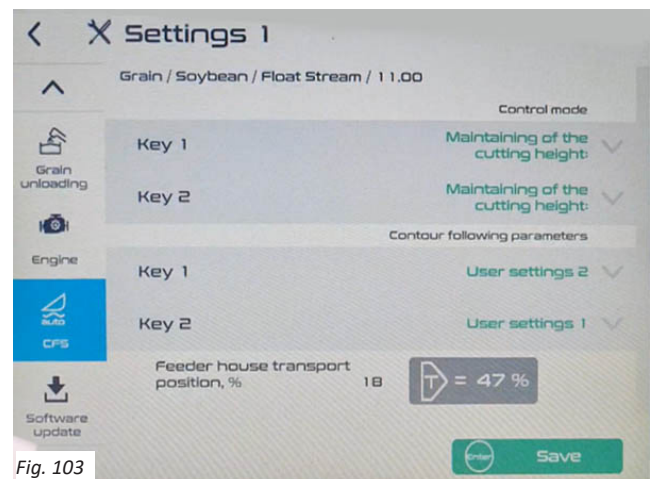 Settings 1
Grain / Soybean / Float Stream / 11.00
Control mode
Key 1
Maintaining of the
cutting height:
Key 2
Maintaining of the
cutting height:
Contour following parameters
Key 1
User settings 2
Key 2
User settings 1
Feeder house transport
position, %
18
T = 47 %
Enter
Save
Grain
unloading
Engine
auto
CFS
Software
update
Fig. 103